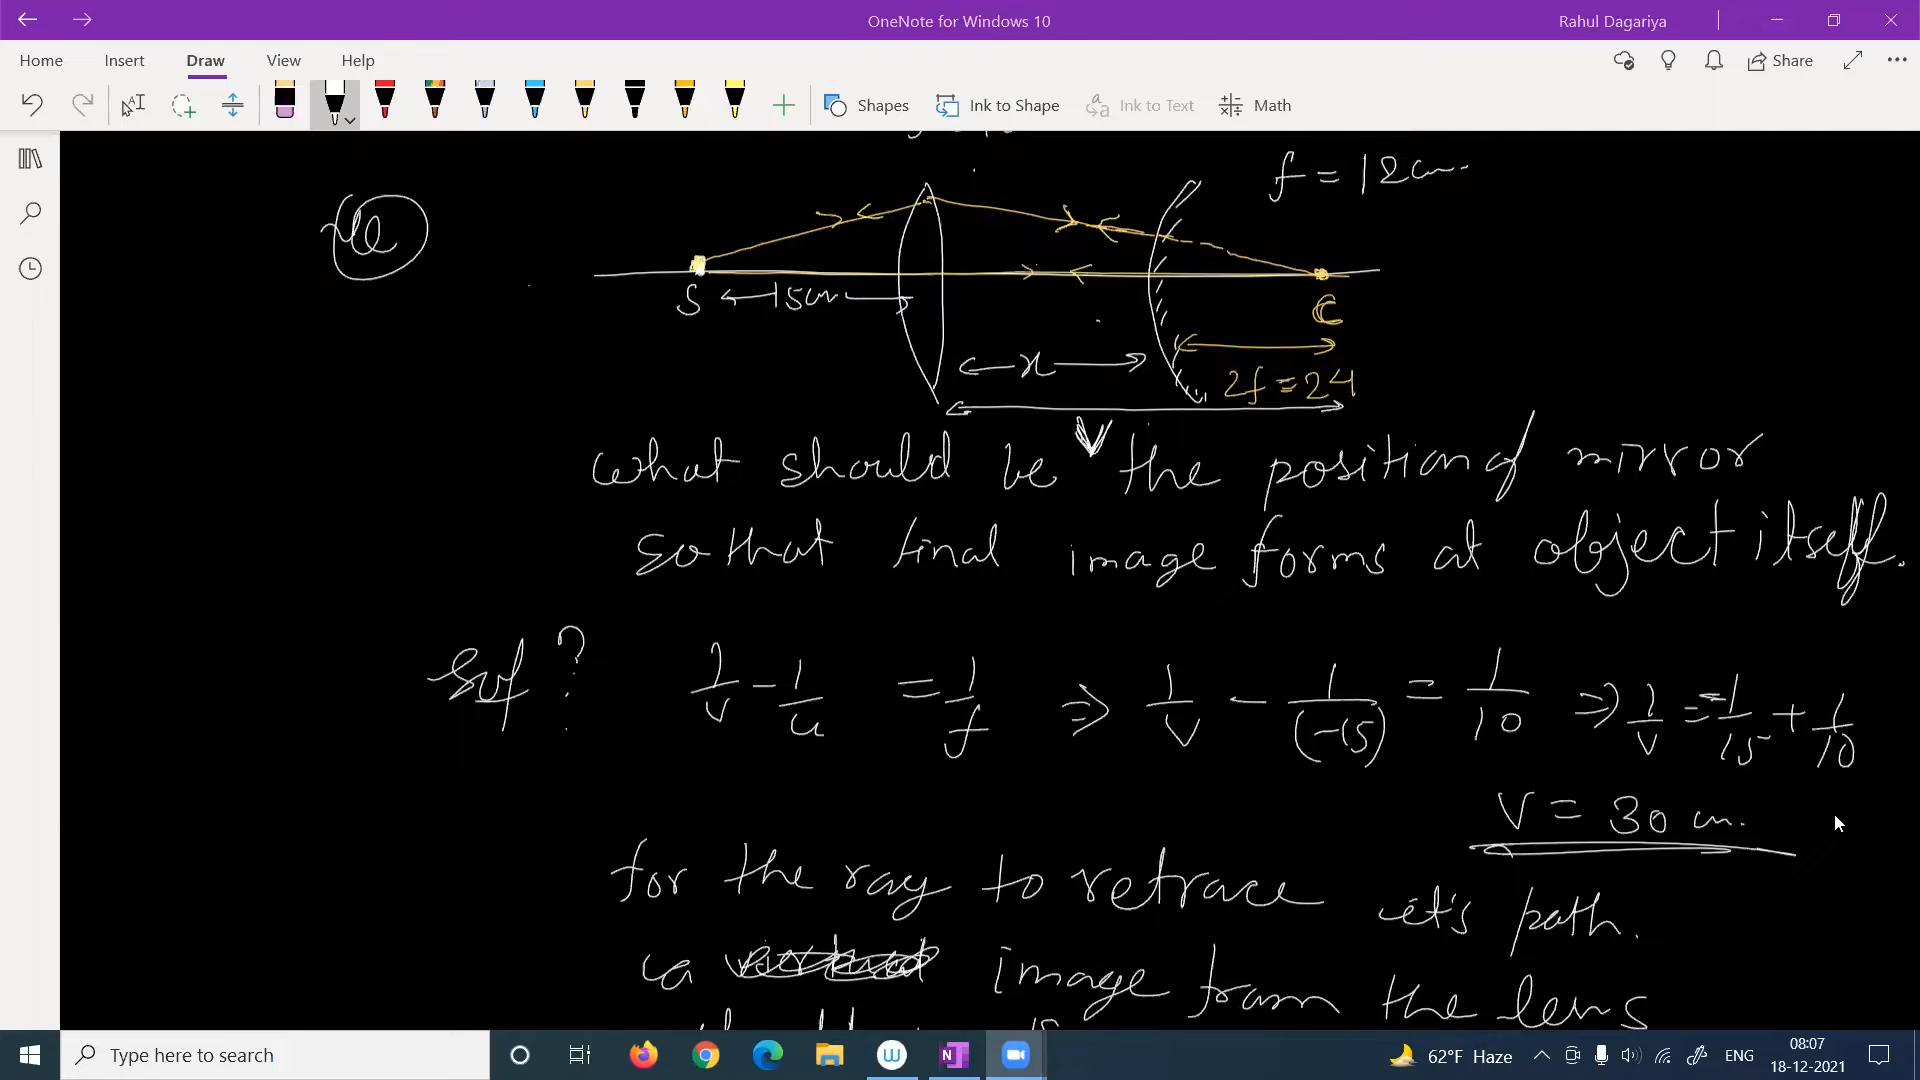 OneNote for Windows 10
Rahul Dagariya
Home Insert Draw View Help
Share
Shapes Ink to Shape Ink to Text Math
f = 12cm
S
15cm
C
x
2f = 24
V
what should be the position of mirror
so that final image forms at object itself.
Sol ?
1/v - 1/u = 1/f ⇒ 1/v - 1/(-15) = 1/10 ⇒ 1/v = -1/15 + 1/10
V = 30 cm.
for the ray to retrace it's path.
a image from the lens
Type here to search
62°F Haze
ENG
08:07
18-12-2021